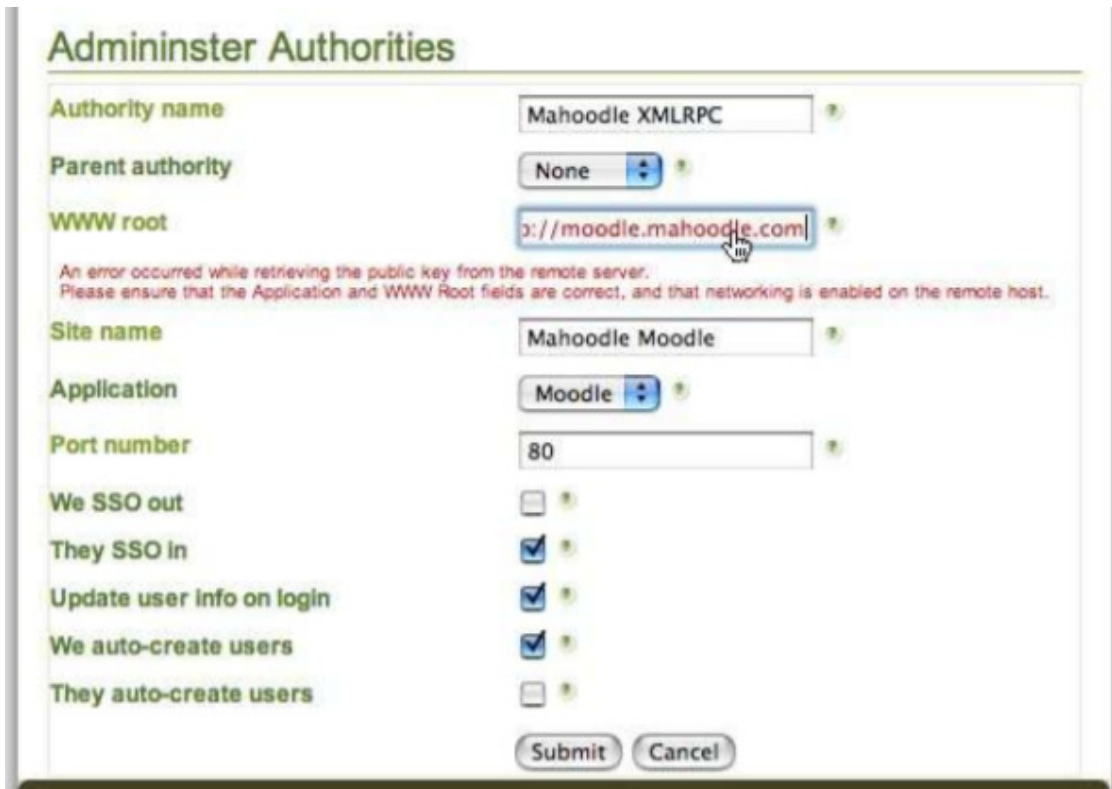 Admininster Authorities
Authority name Mahoodle XMLRPC ?
Parent authority None ?
WWW root p://moodle.mahoodle.com ?
An error occurred while retrieving the public key from the remote server.
Please ensure that the Application and WWW Root fields are correct, and that networking is enabled on the remote host.
Site name Mahoodle Moodle ?
Application Moodle ?
Port number 80 ?
We SSO out ?
They SSO in ?
Update user info on login ?
We auto-create users ?
They auto-create users ?
Submit Cancel